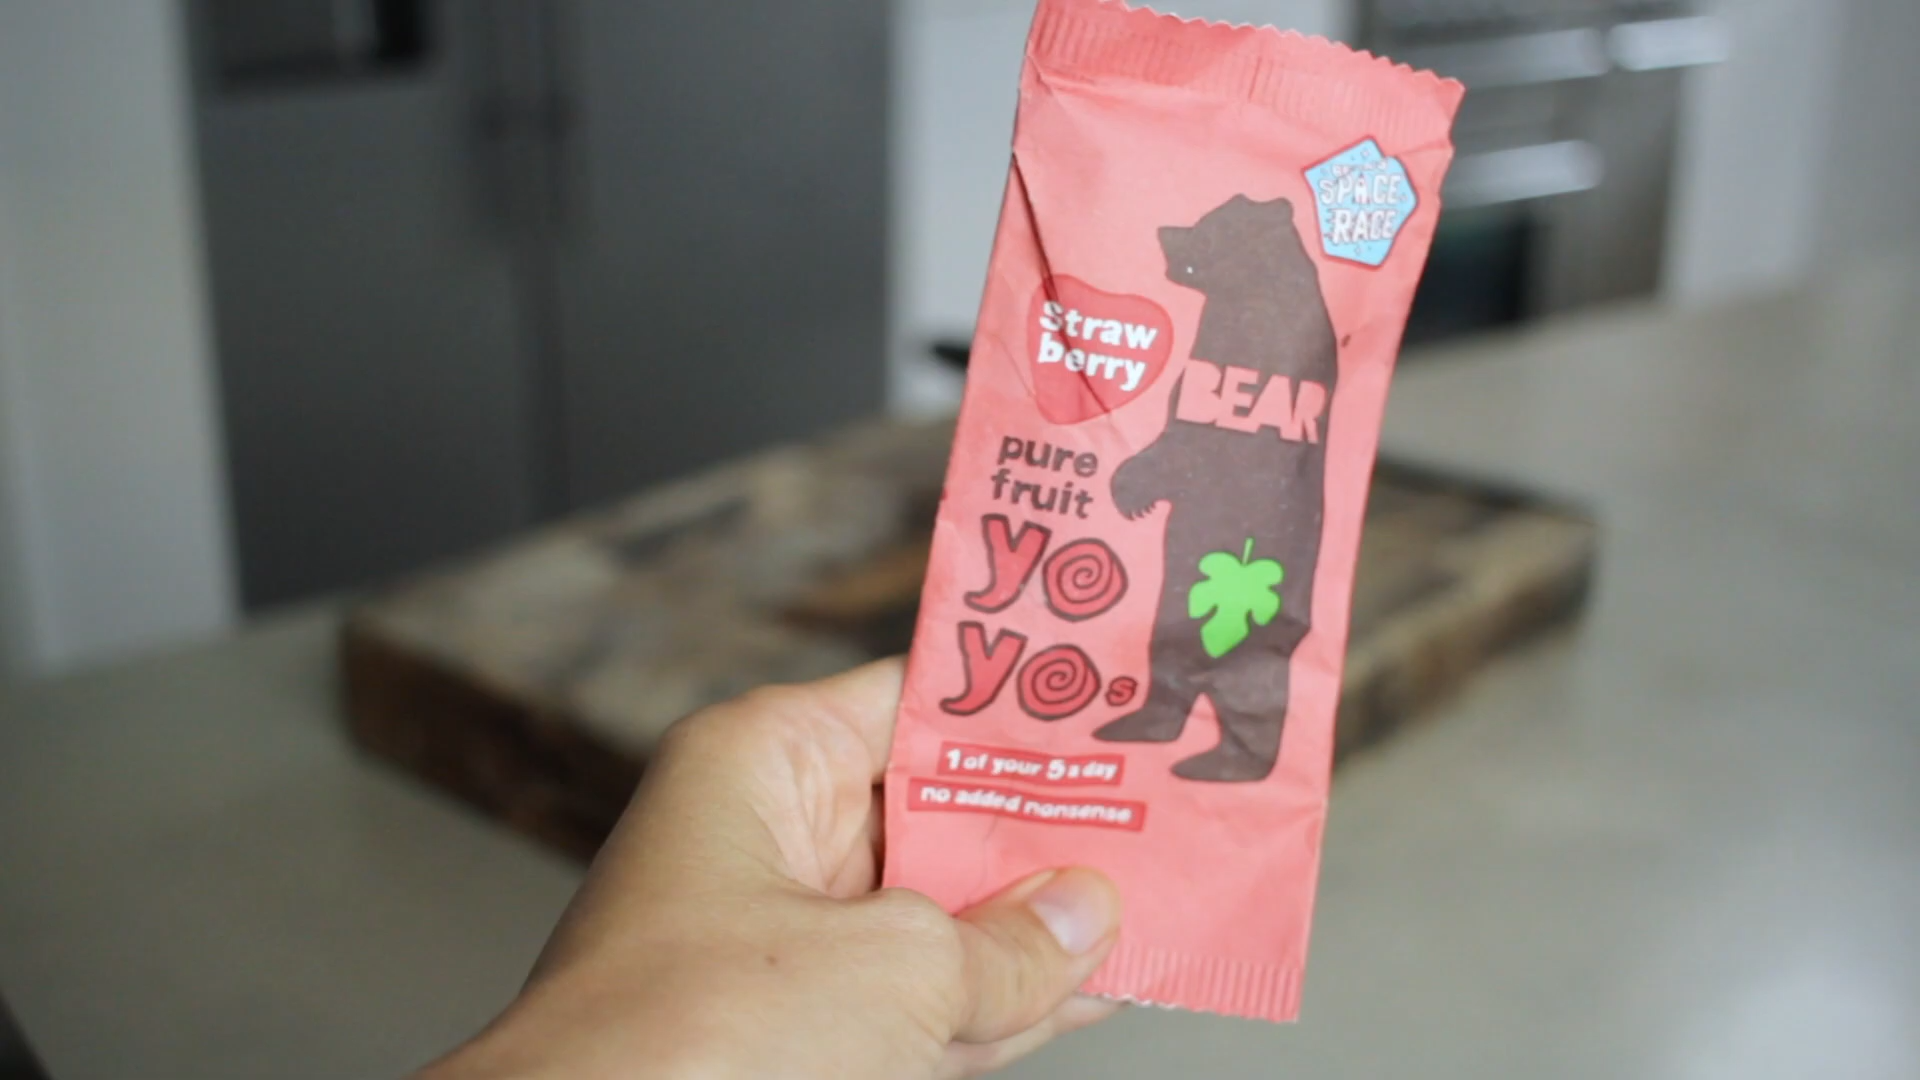 SPACE
RACE
Straw
berry
BEAR
pure
fruit
yo
yos
1 of your 5 a day
no added nonsense